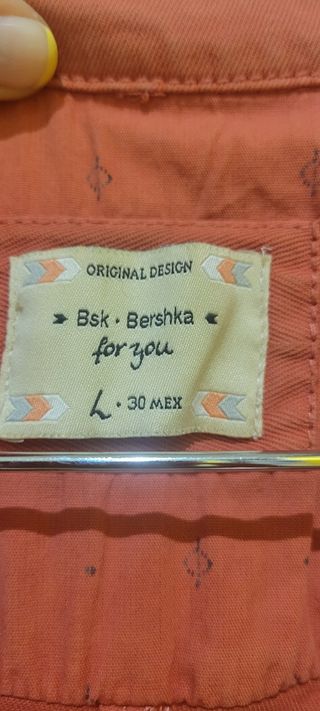 ORIGINAL DESIGN
Bsk • Bershka
for you
L • 30 MEX